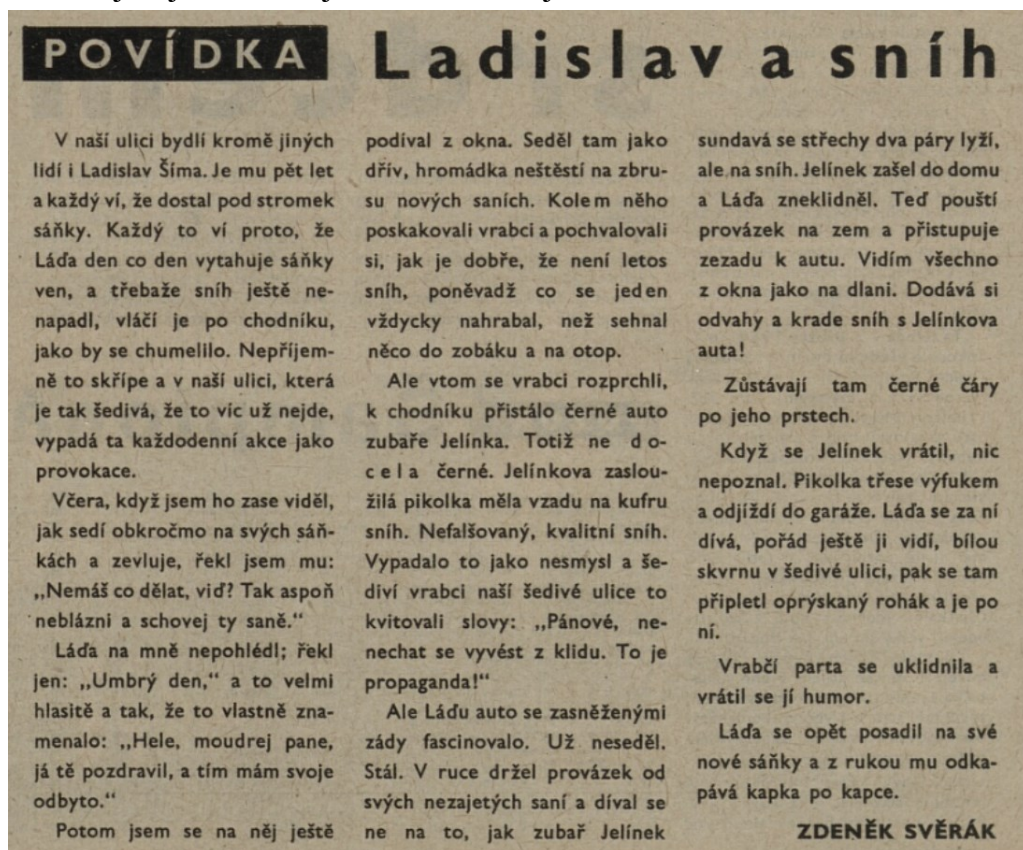 POVÍDKA Ladislav a sníh
V naší ulici bydlí kromě jiných
lidí i Ladislav Šíma. Je mu pět let
a každý ví, že dostal pod stromek
sáňky. Každý to ví proto, že
Láďa den co den vytahuje sáňky
ven, a třebaže sníh ještě ne-
napadl, vláčí je po chodníku,
jako by se chumelilo. Nepříjem-
ně to skřípe a v naší ulici, která
je tak šedivá, že to víc už nejde,
vypadá ta každodenní akce jako
provokace.
Včera, když jsem ho zase viděl,
jak sedí obkročmo na svých sáň-
kách a zevluje, řekl jsem mu:
„Nemáš co dělat, viď? Tak aspoň
neblázni a schovej ty saně.“
Láďa na mně nepohlédl; řekl
jen: „Umbrý den,“ a to velmi
hlasitě a tak, že to vlastně zna-
menalo: „Hele, moudrej pane,
já tě pozdravil, a tím mám svoje
odbyto.“
Potom jsem se na něj ještě
podíval z okna. Seděl tam jako
dřív, hromádka neštěstí na zbru-
su nových saních. Kolem něho
poskakovali vrabci a pochvalovali
si, jak je dobře, že není letos
sníh, poněvadž co se jeden
vždycky nahrabal, než sehnal
něco do zobáku a na otop.
Ale vtom se vrabci rozprchli,
k chodníku přistálo černé auto
zubaře Jelínka. Totiž ne do-
cela černé. Jelínkova zaslou-
žilá pikolka měla vzadu na kufru
sníh. Nefalšovaný, kvalitní sníh.
Vypadalo to jako nesmysl a še-
diví vrabci naší šedivé ulice to
kvitovali slovy: „Pánové, ne-
nechat se vyvést z klidu. To je
propaganda!“
Ale Láďu auto se zasněženými
zády fascinovalo. Už neseděl.
Stál. V ruce držel provázek od
svých nezajetých saní a díval se
ne na to, jak zubař Jelínek
sundavá se střechy dva páry lyží,
ale na sníh. Jelínek zašel do domu
a Láďa zneklidněl. Teď pouští
provázek na zem a přistupuje
zezadu k autu. Vidím všechno
z okna jako na dlani. Dodává si
odvahy a krade sníh s Jelínkova
auta!
Zůstávají tam černé čáry
po jeho prstech.
Když se Jelínek vrátil, nic
nepoznal. Pikolka třese výfukem
a odjíždí do garáže. Láďa se za ní
dívá, pořád ještě ji vidí, bílou
skvrnu v šedivé ulici, pak se tam
připletl oprýskaný rohák a je po
ní.
Vrabčí parta se uklidnila a
vrátil se jí humor.
Láďa se opět posadil na své
nové sáňky a z rukou mu odka-
pává kapka po kapce.
ZDENĚK SVĚRÁK